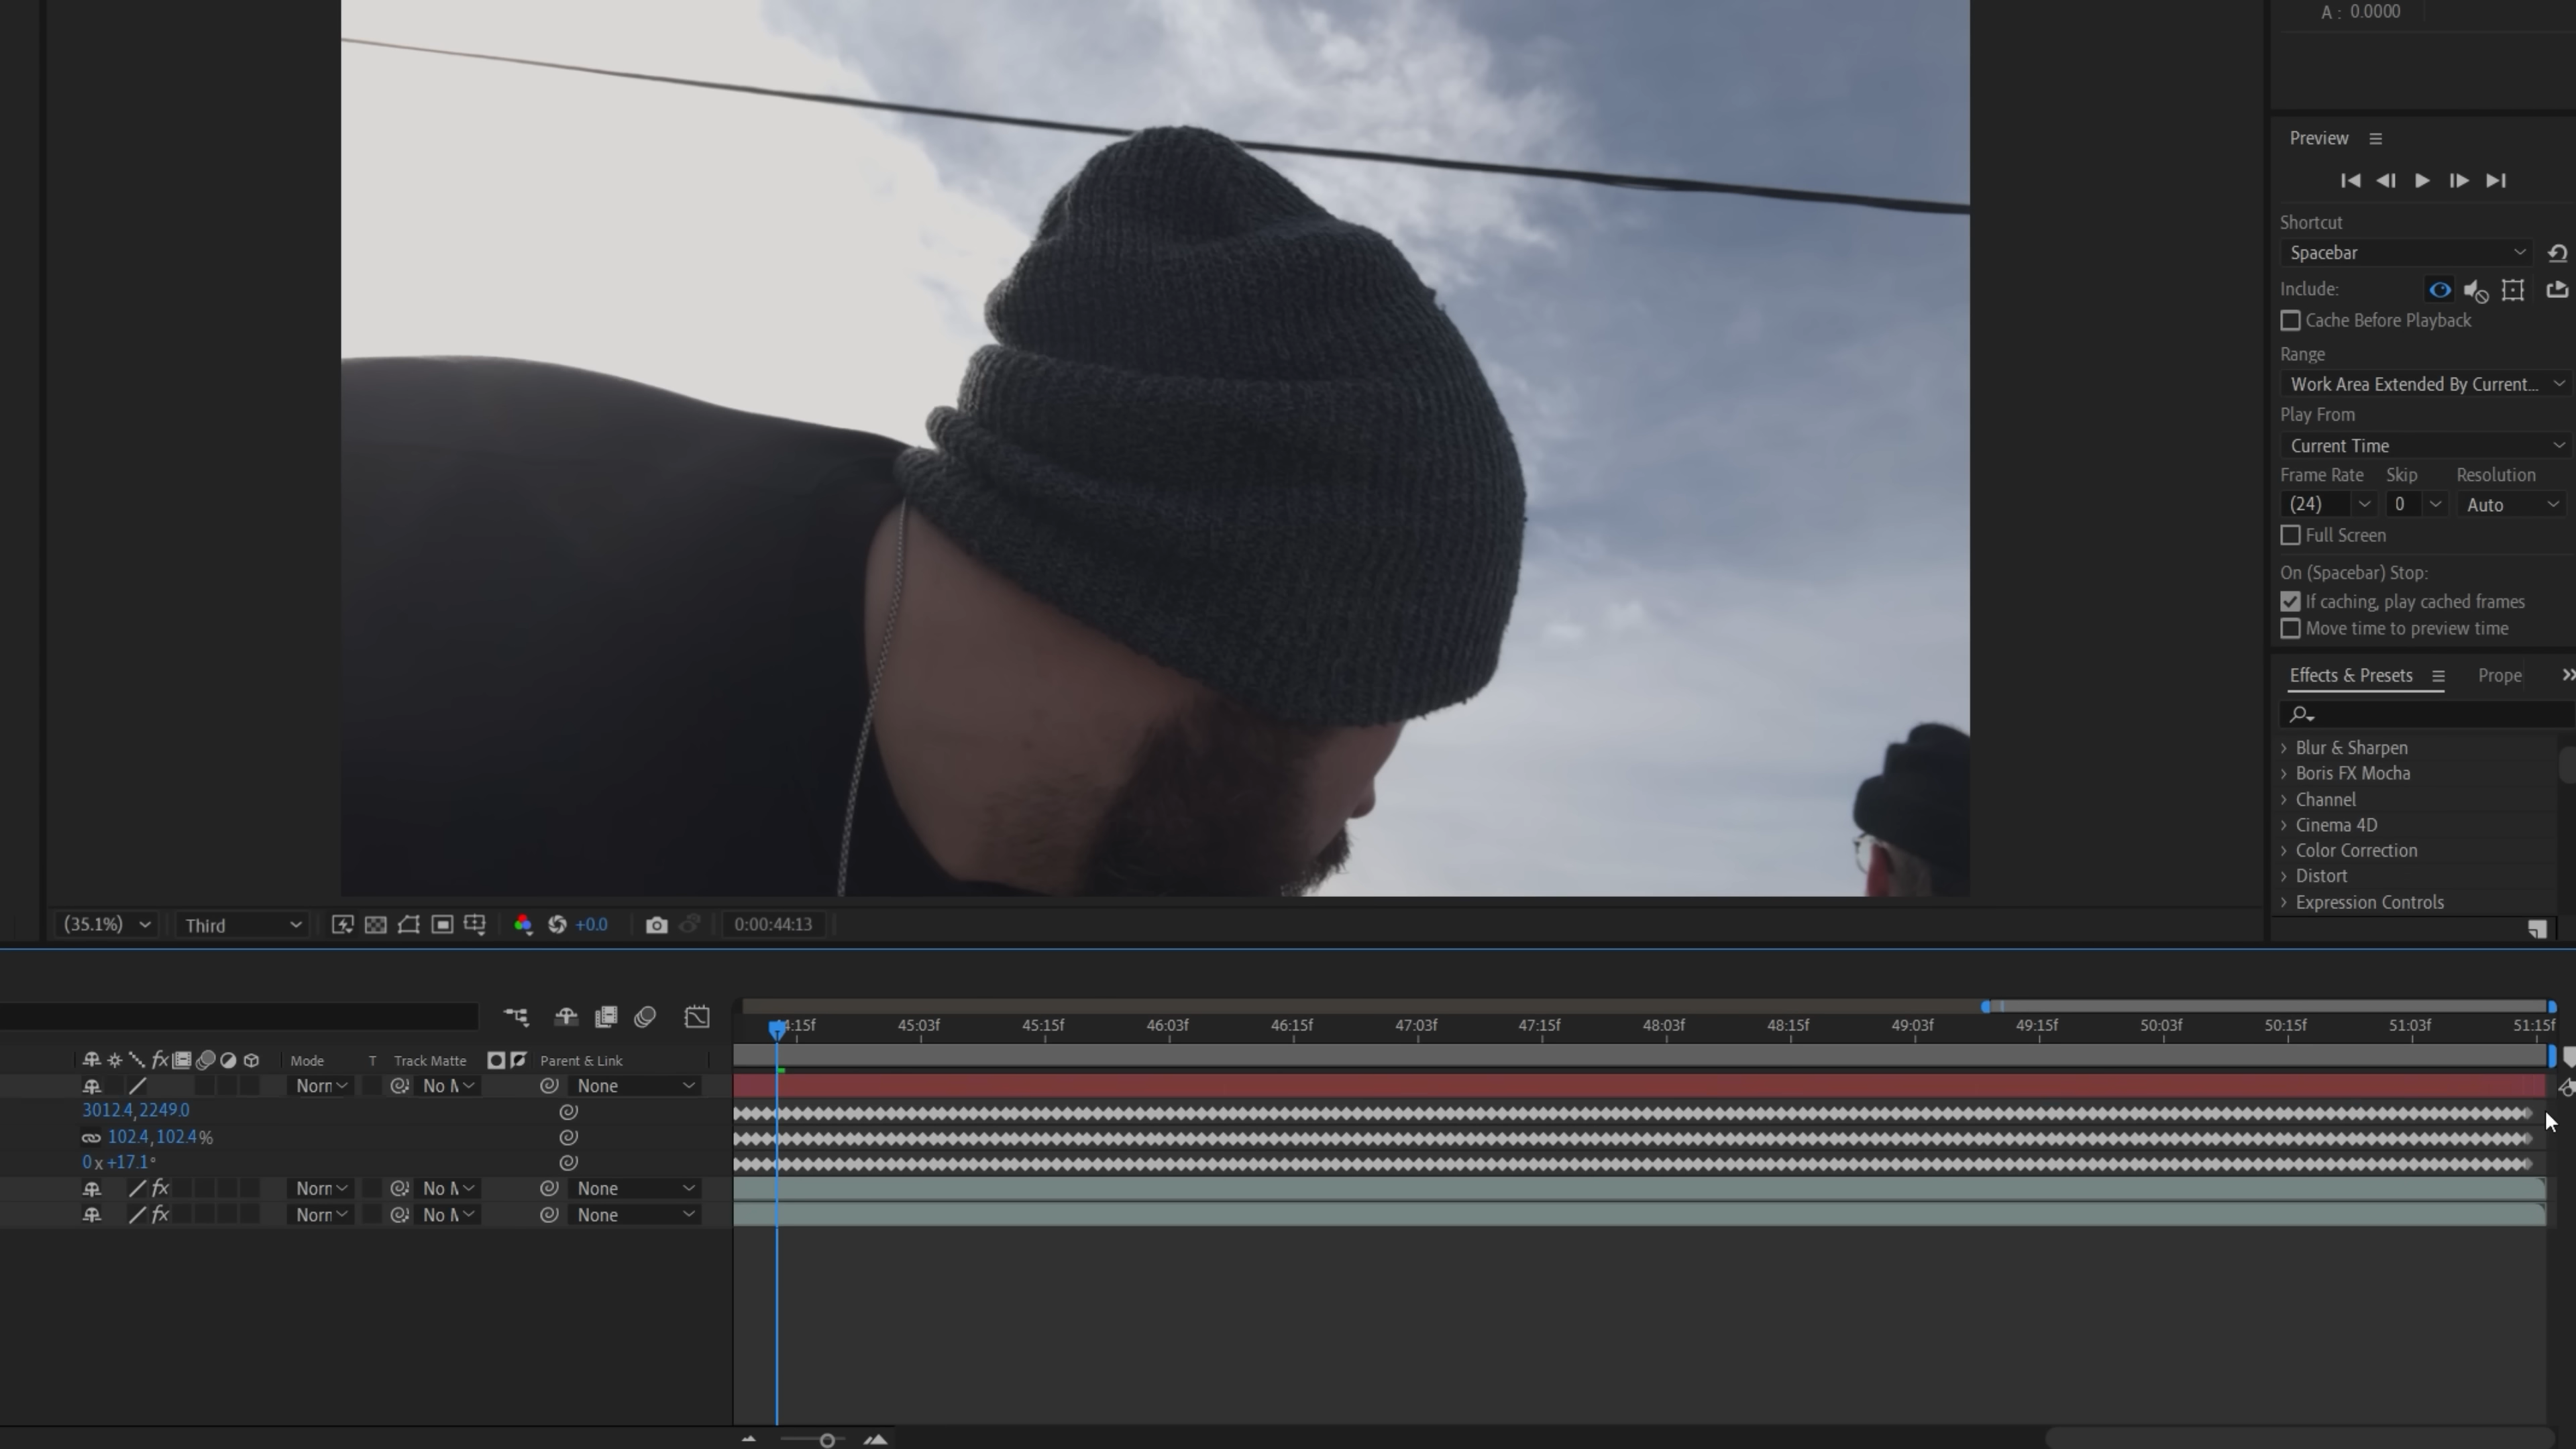 A : 0.0000
Preview
Shortcut
Spacebar
Include:
Cache Before Playback
Range
Work Area Extended By Current...
Play From
Current Time
Frame Rate Skip Resolution
(24) 0 Auto
Full Screen
On (Spacebar) Stop:
If caching, play cached frames
Move time to preview time
Effects & Presets Prope
Blur & Sharpen
Boris FX Mocha
Channel
Cinema 4D
Color Correction
Distort
Expression Controls
(35.1%) Third +0.0 0:00:44:13
4:15f 45:03f 45:15f 46:03f 46:15f 47:03f 47:15f 48:03f 48:15f 49:03f 49:15f 50:03f 50:15f 51:03f 51:15f
fx Mode T Track Matte Parent & Link
Norn No M None
3012.4, 2249.0
102.4, 102.4 %
0 x +17.1°
fx Norn No M None
fx Norn No M None